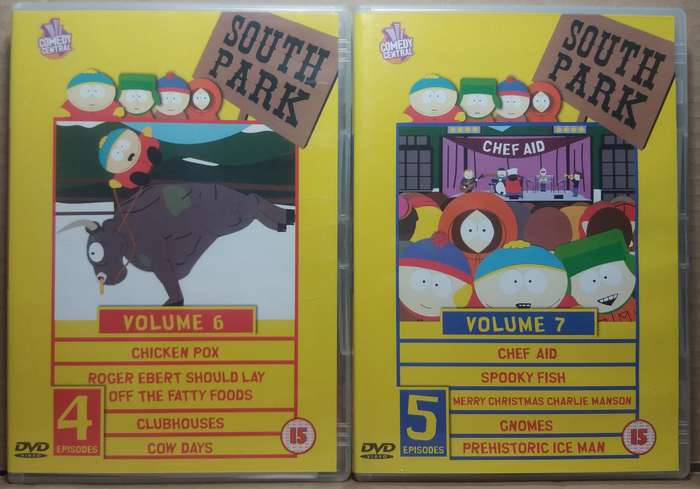 COMEDY
CENTRAL
SOUTH
PARK
VOLUME 6
CHICKEN POX
ROGER EBERT SHOULD LAY
OFF THE FATTY FOODS
CLUBHOUSES
COW DAYS
4
EPISODES
DVD
VIDEO
15
COMEDY
CENTRAL
SOUTH
PARK
CHEF AID
VOLUME 7
CHEF AID
SPOOKY FISH
MERRY CHRISTMAS CHARLIE MANSON
GNOMES
PREHISTORIC ICE MAN
5
EPISODES
DVD
VIDEO
15